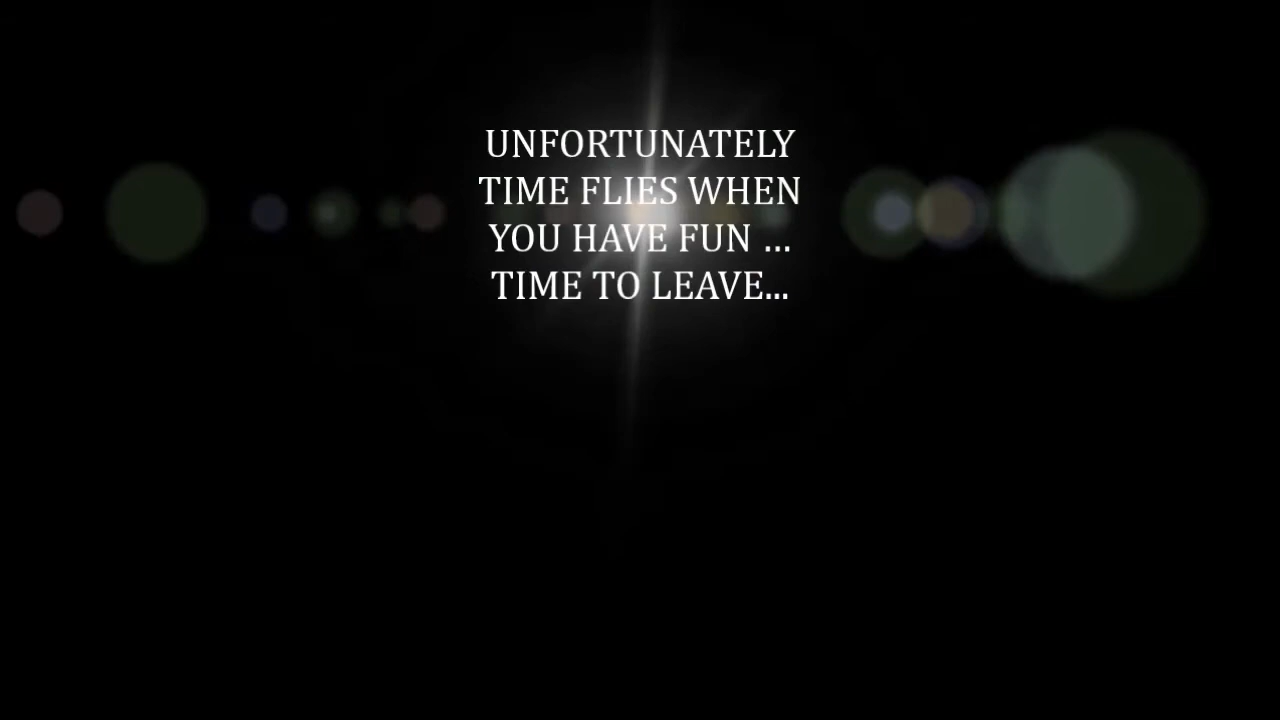 UNFORTUNATELY
TIME FLIES WHEN
YOU HAVE FUN ...
TIME TO LEAVE...